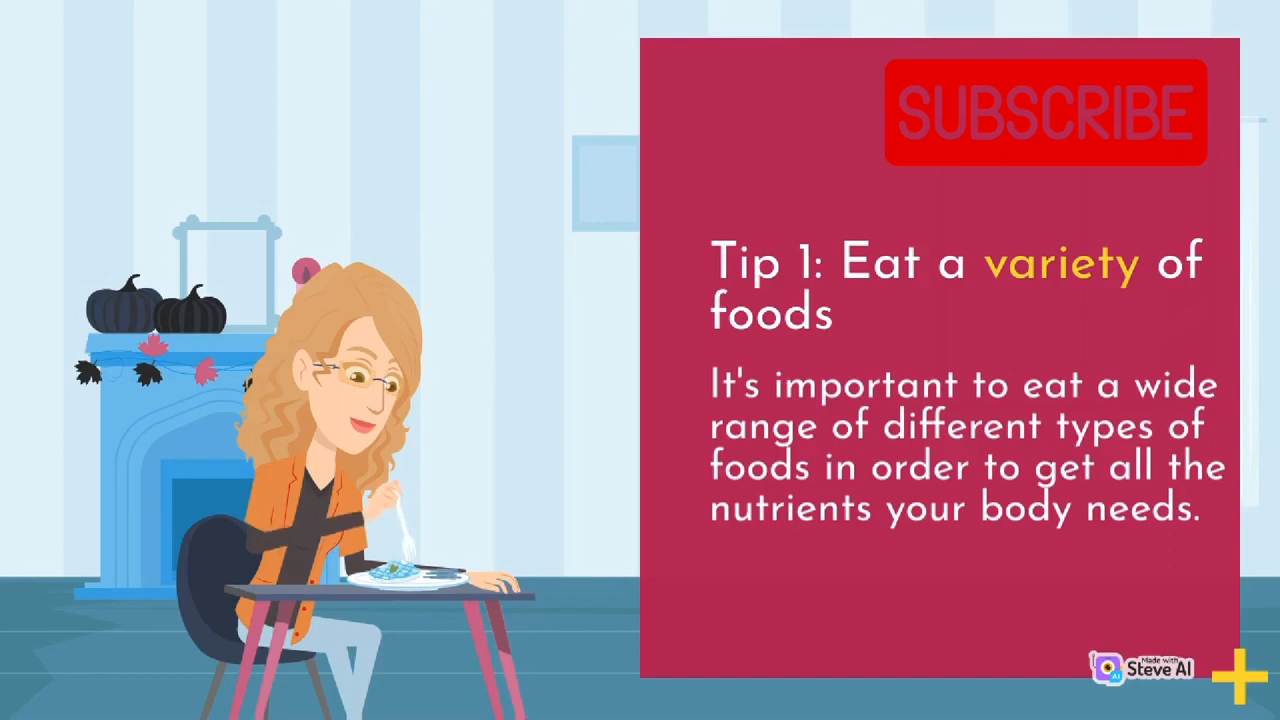 SUBSCRIBE
Tip 1: Eat a variety of
foods
It's important to eat a wide
range of different types of
foods in order to get all the
nutrients your body needs.
Made with
Steve AI
AI